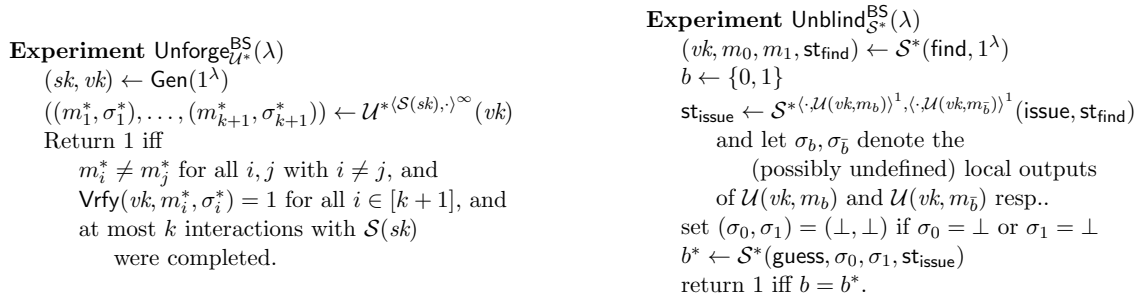 Experiment Unforge^{BS}_{𝒰*}(λ)
(sk, vk) ← Gen(1^λ)
((m*_1, σ*_1), …, (m*_{k+1}, σ*_{k+1})) ← 𝒰*^{⟨𝒮(sk),·⟩^∞}(vk)
Return 1 iff
m*_i ≠ m*_j for all i, j with i ≠ j, and
Vrfy(vk, m*_i, σ*_i) = 1 for all i ∈ [k + 1], and
at most k interactions with 𝒮(sk)
were completed.
Experiment Unblind^{BS}_{𝒮*}(λ)
(vk, m_0, m_1, st_find) ← 𝒮*(find, 1^λ)
b ← {0, 1}
st_issue ← 𝒮*^{⟨·,𝒰(vk,m_b)⟩^1,⟨·,𝒰(vk,m_b̄)⟩^1}(issue, st_find)
and let σ_b, σ_b̄ denote the
(possibly undefined) local outputs
of 𝒰(vk, m_b) and 𝒰(vk, m_b̄) resp..
set (σ_0, σ_1) = (⊥, ⊥) if σ_0 = ⊥ or σ_1 = ⊥
b* ← 𝒮*(guess, σ_0, σ_1, st_issue)
return 1 iff b = b*.